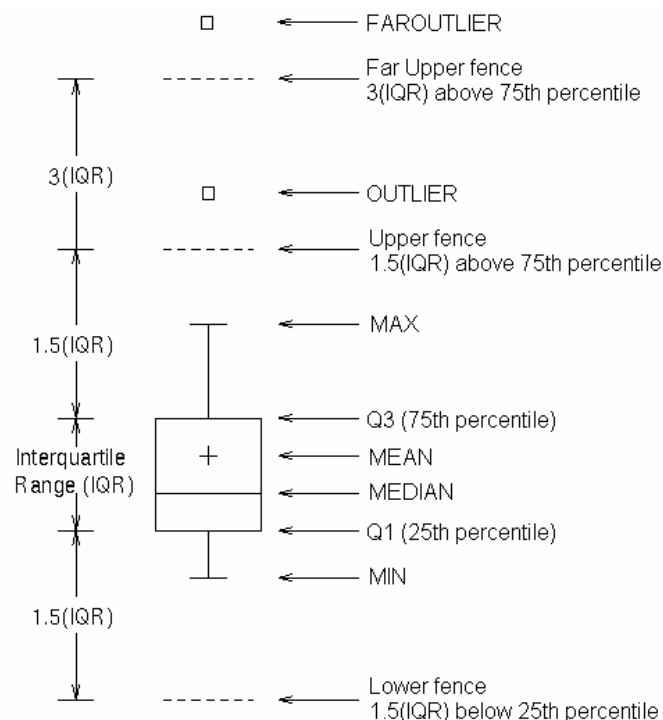 FAROUTLIER
Far Upper fence
3(IQR) above 75th percentile
3(IQR)
OUTLIER
Upper fence
1.5(IQR) above 75th percentile
MAX
1.5(IQR)
Q3 (75th percentile)
MEAN
Interquartile
Range (IQR)
MEDIAN
Q1 (25th percentile)
MIN
1.5(IQR)
Lower fence
1.5(IQR) below 25th percentile